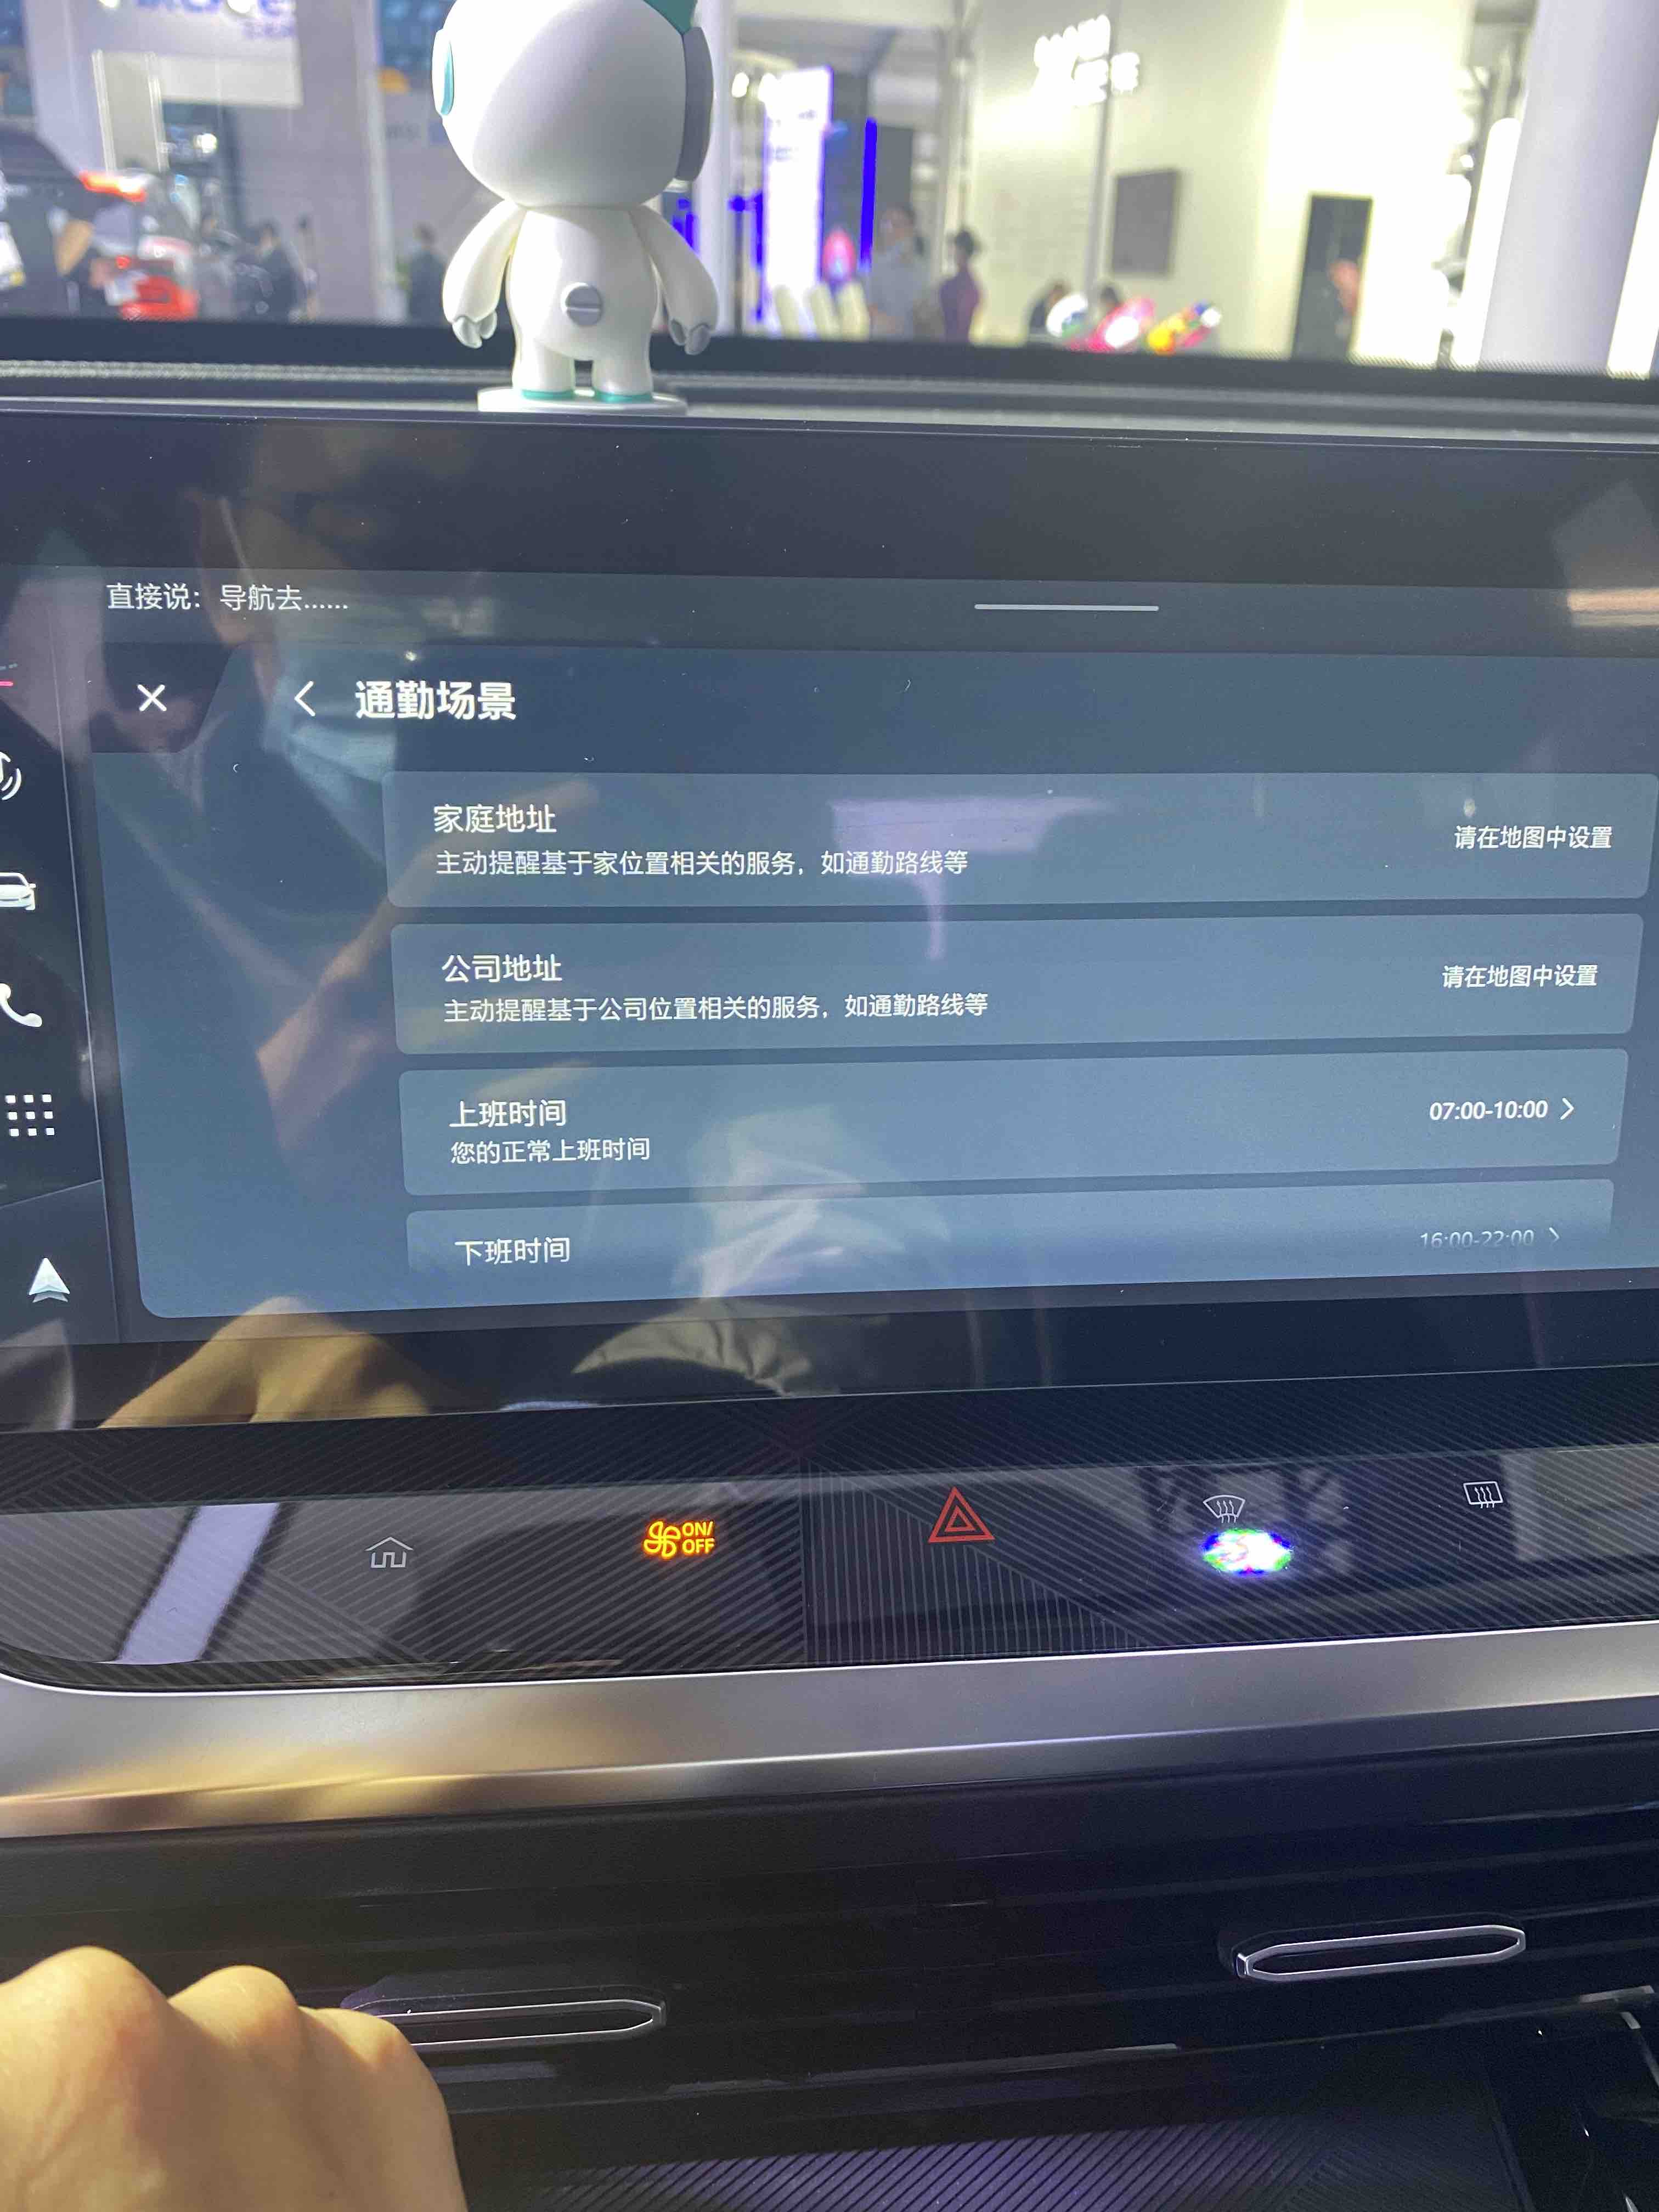 直接说：导航去......
通勤场景
家庭地址
主动提醒基于家位置相关的服务，如通勤路线等
请在地图中设置
公司地址
主动提醒基于公司位置相关的服务，如通勤路线等
请在地图中设置
上班时间
您的正常上班时间
07:00-10:00
下班时间
16:00-22:00
ON/
OFF